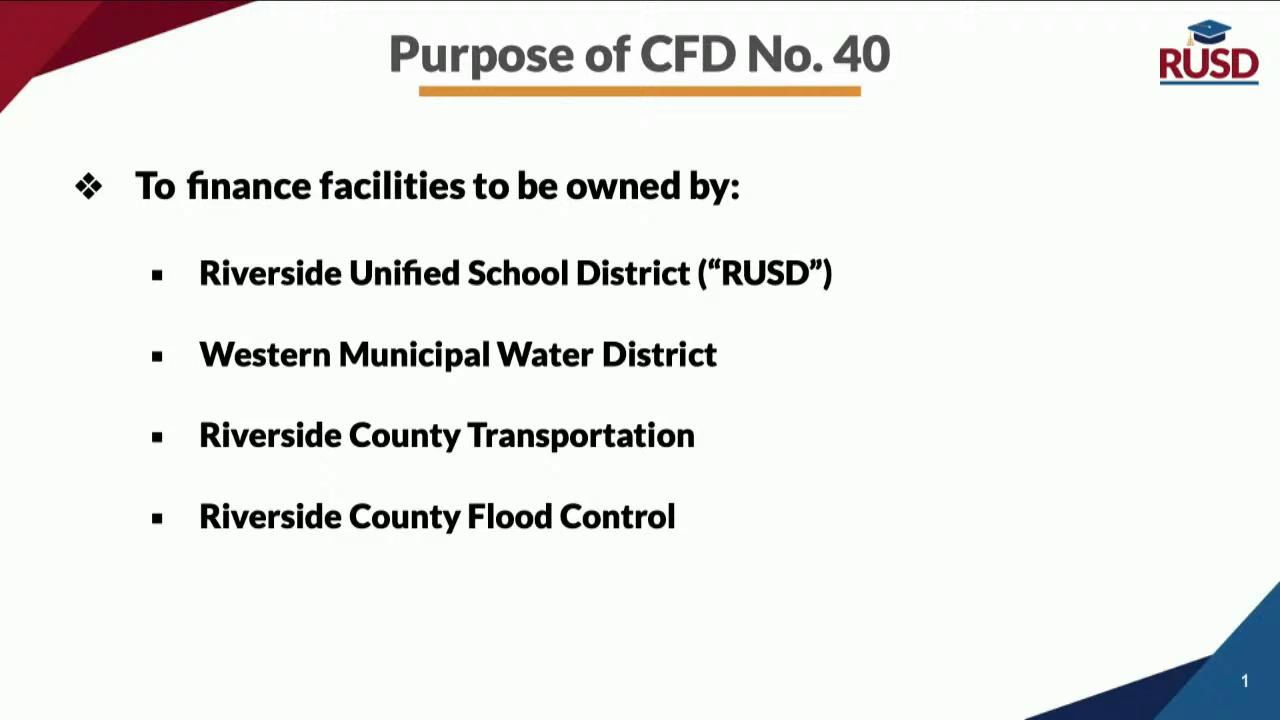 Purpose of CFD No. 40
RUSD
❖ To finance facilities to be owned by:
▪ Riverside Unified School District (“RUSD”)
▪ Western Municipal Water District
▪ Riverside County Transportation
▪ Riverside County Flood Control
1